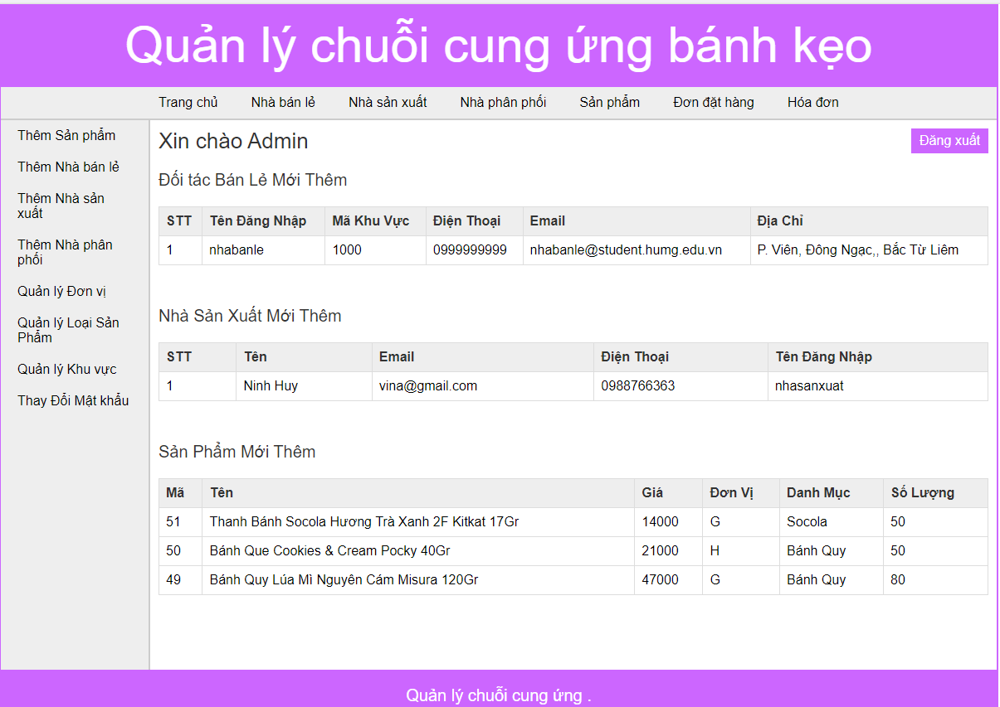 Quản lý chuỗi cung ứng bánh kẹo
Trang chủ Nhà bán lẻ Nhà sản xuất Nhà phân phối Sản phẩm Đơn đặt hàng Hóa đơn
Thêm Sản phẩm
Thêm Nhà bán lẻ
Thêm Nhà sản
xuất
Thêm Nhà phân
phối
Quản lý Đơn vị
Quản lý Loại Sản
Phẩm
Quản lý Khu vực
Thay Đổi Mật khẩu
Xin chào Admin
Đăng xuất
Đối tác Bán Lẻ Mới Thêm
STT Tên Đăng Nhập Mã Khu Vực Điện Thoại Email Địa Chỉ
1 nhabanle 1000 0999999999 nhabanle@student.humg.edu.vn P. Viên, Đông Ngạc,, Bắc Từ Liêm
Nhà Sản Xuất Mới Thêm
STT Tên Email Điện Thoại Tên Đăng Nhập
1 Ninh Huy vina@gmail.com 0988766363 nhasanxuat
Sản Phẩm Mới Thêm
Mã Tên Giá Đơn Vị Danh Mục Số Lượng
51 Thanh Bánh Socola Hương Trà Xanh 2F Kitkat 17Gr 14000 G Socola 50
50 Bánh Que Cookies & Cream Pocky 40Gr 21000 H Bánh Quy 50
49 Bánh Quy Lúa Mì Nguyên Cám Misura 120Gr 47000 G Bánh Quy 80
Quản lý chuỗi cung ứng .